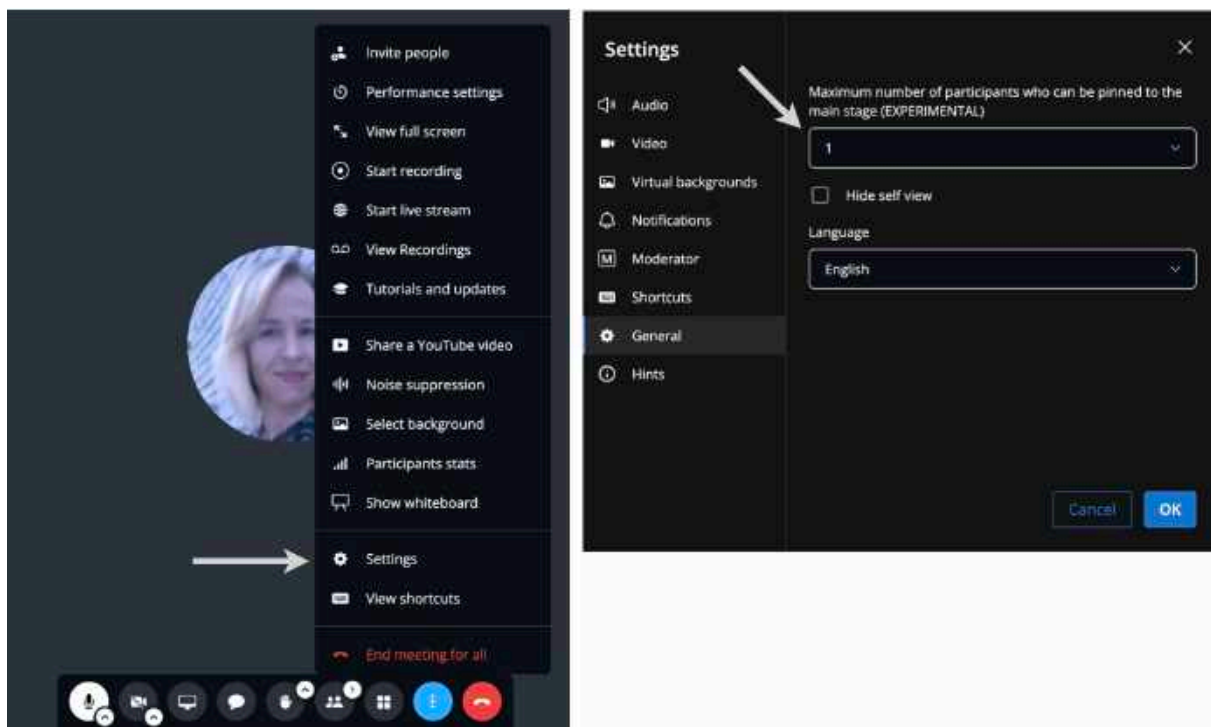 Invite people
Performance settings
View full screen
Start recording
Start live stream
View Recordings
Tutorials and updates
Share a YouTube video
Noise suppression
Select background
Participants stats
Show whiteboard
Settings
View shortcuts
End meeting for all
Settings
Audio
Video
Virtual backgrounds
Notifications
M Moderator
Shortcuts
General
Hints
Maximum number of participants who can be pinned to the
main stage (EXPERIMENTAL)
1
Hide self view
Language
English
Cancel
OK